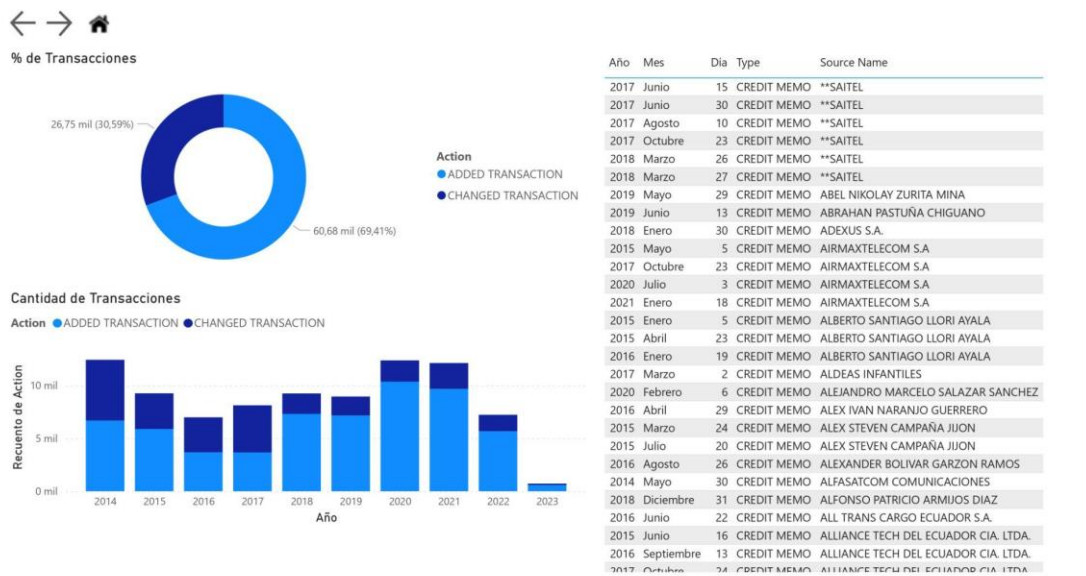 % de Transacciones
26,75 mil (30,59%)
60,68 mil (69,41%)
Action
ADDED TRANSACTION
CHANGED TRANSACTION
Cantidad de Transacciones
Action ADDED TRANSACTION CHANGED TRANSACTION
Recuento de Action
10 mil
5 mil
0 mil
2014 2015 2016 2017 2018 2019 2020 2021 2022 2023
Año
Año Mes Día Type Source Name
2017 Junio 15 CREDIT MEMO **SAITEL
2017 Junio 30 CREDIT MEMO **SAITEL
2017 Agosto 10 CREDIT MEMO **SAITEL
2017 Octubre 23 CREDIT MEMO **SAITEL
2018 Marzo 26 CREDIT MEMO **SAITEL
2018 Marzo 27 CREDIT MEMO **SAITEL
2019 Mayo 29 CREDIT MEMO ABEL NIKOLAY ZURITA MINA
2019 Junio 13 CREDIT MEMO ABRAHAN PASTUÑA CHIGUANO
2018 Enero 30 CREDIT MEMO ADEXUS S.A.
2015 Mayo 5 CREDIT MEMO AIRMAXTELECOM S.A
2017 Octubre 23 CREDIT MEMO AIRMAXTELECOM S.A
2020 Julio 3 CREDIT MEMO AIRMAXTELECOM S.A
2021 Enero 18 CREDIT MEMO AIRMAXTELECOM S.A
2015 Enero 5 CREDIT MEMO ALBERTO SANTIAGO LLORI AYALA
2015 Abril 23 CREDIT MEMO ALBERTO SANTIAGO LLORI AYALA
2016 Enero 19 CREDIT MEMO ALBERTO SANTIAGO LLORI AYALA
2017 Marzo 2 CREDIT MEMO ALDEAS INFANTILES
2020 Febrero 6 CREDIT MEMO ALEJANDRO MARCELO SALAZAR SANCHEZ
2016 Abril 29 CREDIT MEMO ALEX IVAN NARANJO GUERRERO
2015 Marzo 24 CREDIT MEMO ALEX STEVEN CAMPAÑA JIJON
2015 Julio 20 CREDIT MEMO ALEX STEVEN CAMPAÑA JIJON
2016 Agosto 26 CREDIT MEMO ALEXANDER BOLIVAR GARZON RAMOS
2014 Mayo 30 CREDIT MEMO ALFASATCOM COMUNICACIONES
2018 Diciembre 31 CREDIT MEMO ALFONSO PATRICIO ARMIJOS DIAZ
2016 Junio 22 CREDIT MEMO ALL TRANS CARGO ECUADOR S.A.
2015 Junio 16 CREDIT MEMO ALLIANCE TECH DEL ECUADOR CIA. LTDA.
2016 Septiembre 13 CREDIT MEMO ALLIANCE TECH DEL ECUADOR CIA. LTDA.
2017 Octubre 24 CREDIT MEMO ALLIANCE TECH DEL ECUADOR CIA. LTDA.